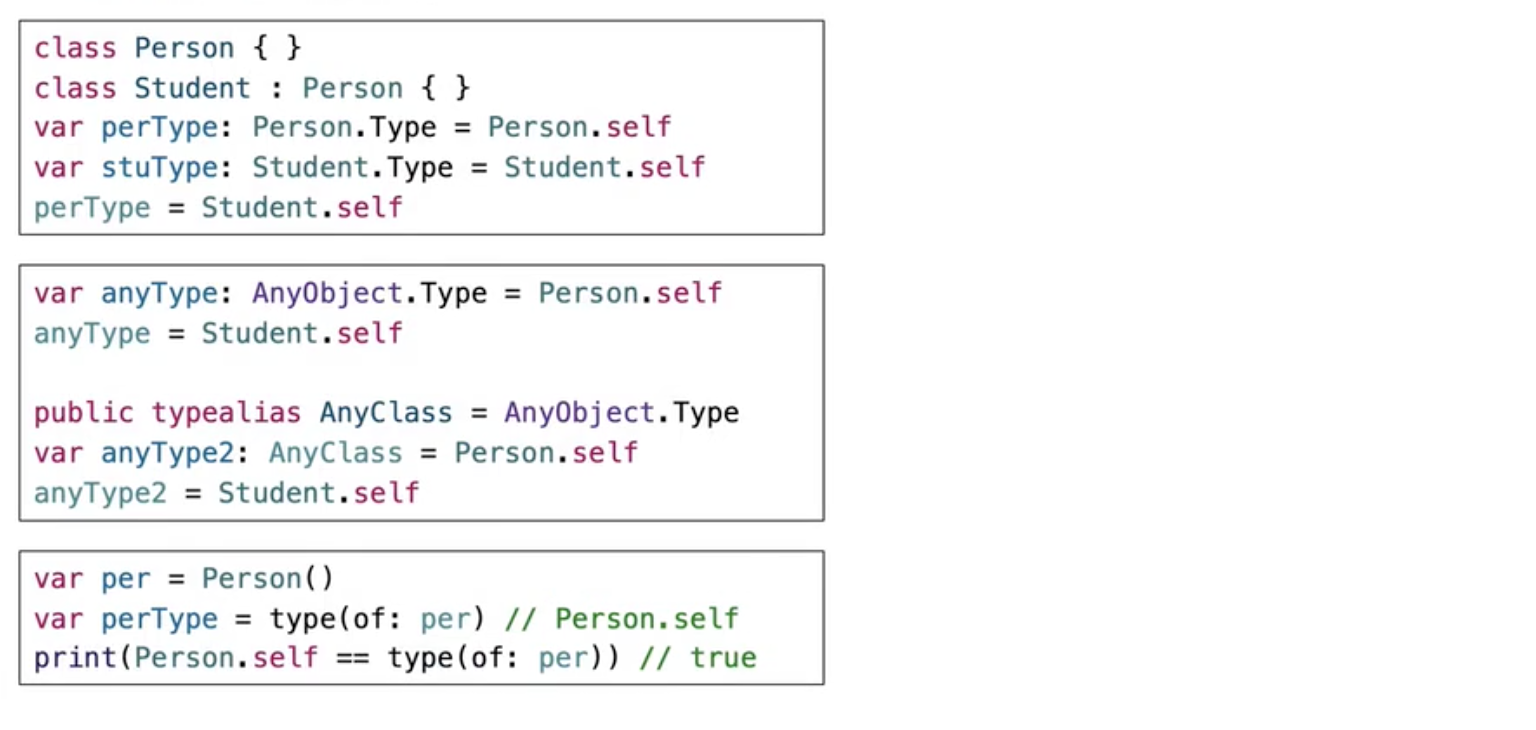 class Person { }
class Student : Person { }
var perType: Person.Type = Person.self
var stuType: Student.Type = Student.self
perType = Student.self
var anyType: AnyObject.Type = Person.self
anyType = Student.self
public typealias AnyClass = AnyObject.Type
var anyType2: AnyClass = Person.self
anyType2 = Student.self
var per = Person()
var perType = type(of: per) // Person.self
print(Person.self == type(of: per)) // true